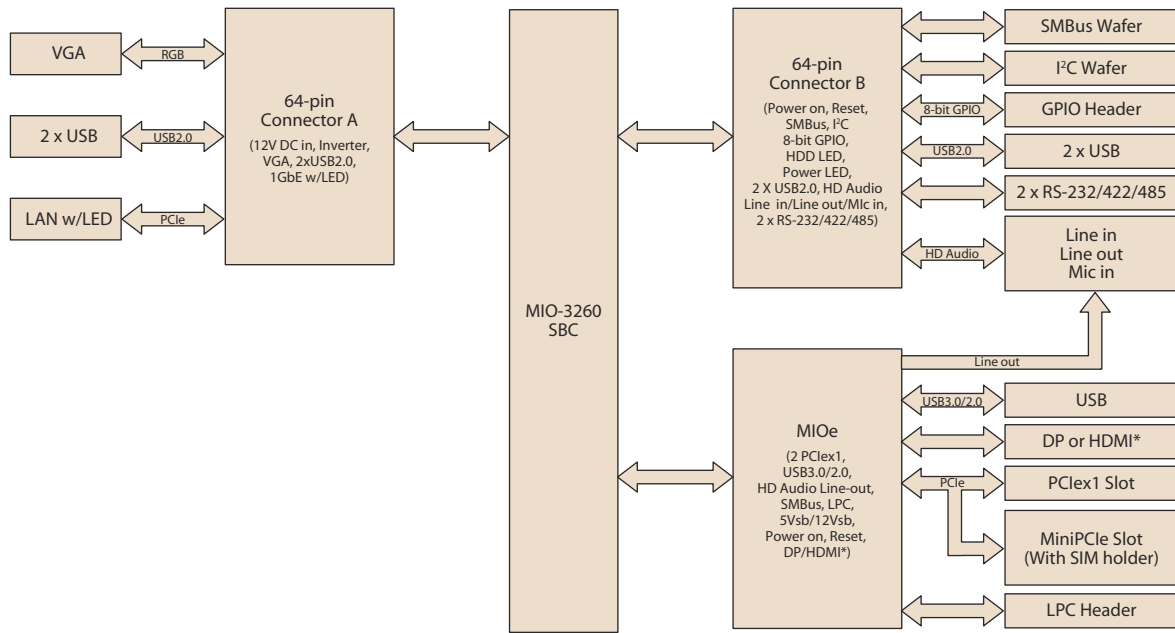 VGA
RGB
2 x USB
USB2.0
LAN w/LED
PCIe
64-pin
Connector A
(12V DC in, Inverter,
VGA, 2xUSB2.0,
1GbE w/LED)
MIO-3260
SBC
64-pin
Connector B
(Power on, Reset,
SMBus, I²C
8-bit GPIO,
HDD LED,
Power LED,
2 X USB2.0, HD Audio
Line in/Line out/MIc in,
2 x RS-232/422/485)
SMBus Wafer
I²C Wafer
8-bit GPIO
GPIO Header
USB2.0
2 x USB
2 x RS-232/422/485
HD Audio
Line in
Line out
Mic in
MIOe
(2 PCIex1,
USB3.0/2.0,
HD Audio Line-out,
SMBus, LPC,
5Vsb/12Vsb,
Power on, Reset,
DP/HDMI*)
Line out
USB3.0/2.0
USB
DP or HDMI*
PCIe
PCIex1 Slot
MiniPCIe Slot
(With SIM holder)
LPC Header